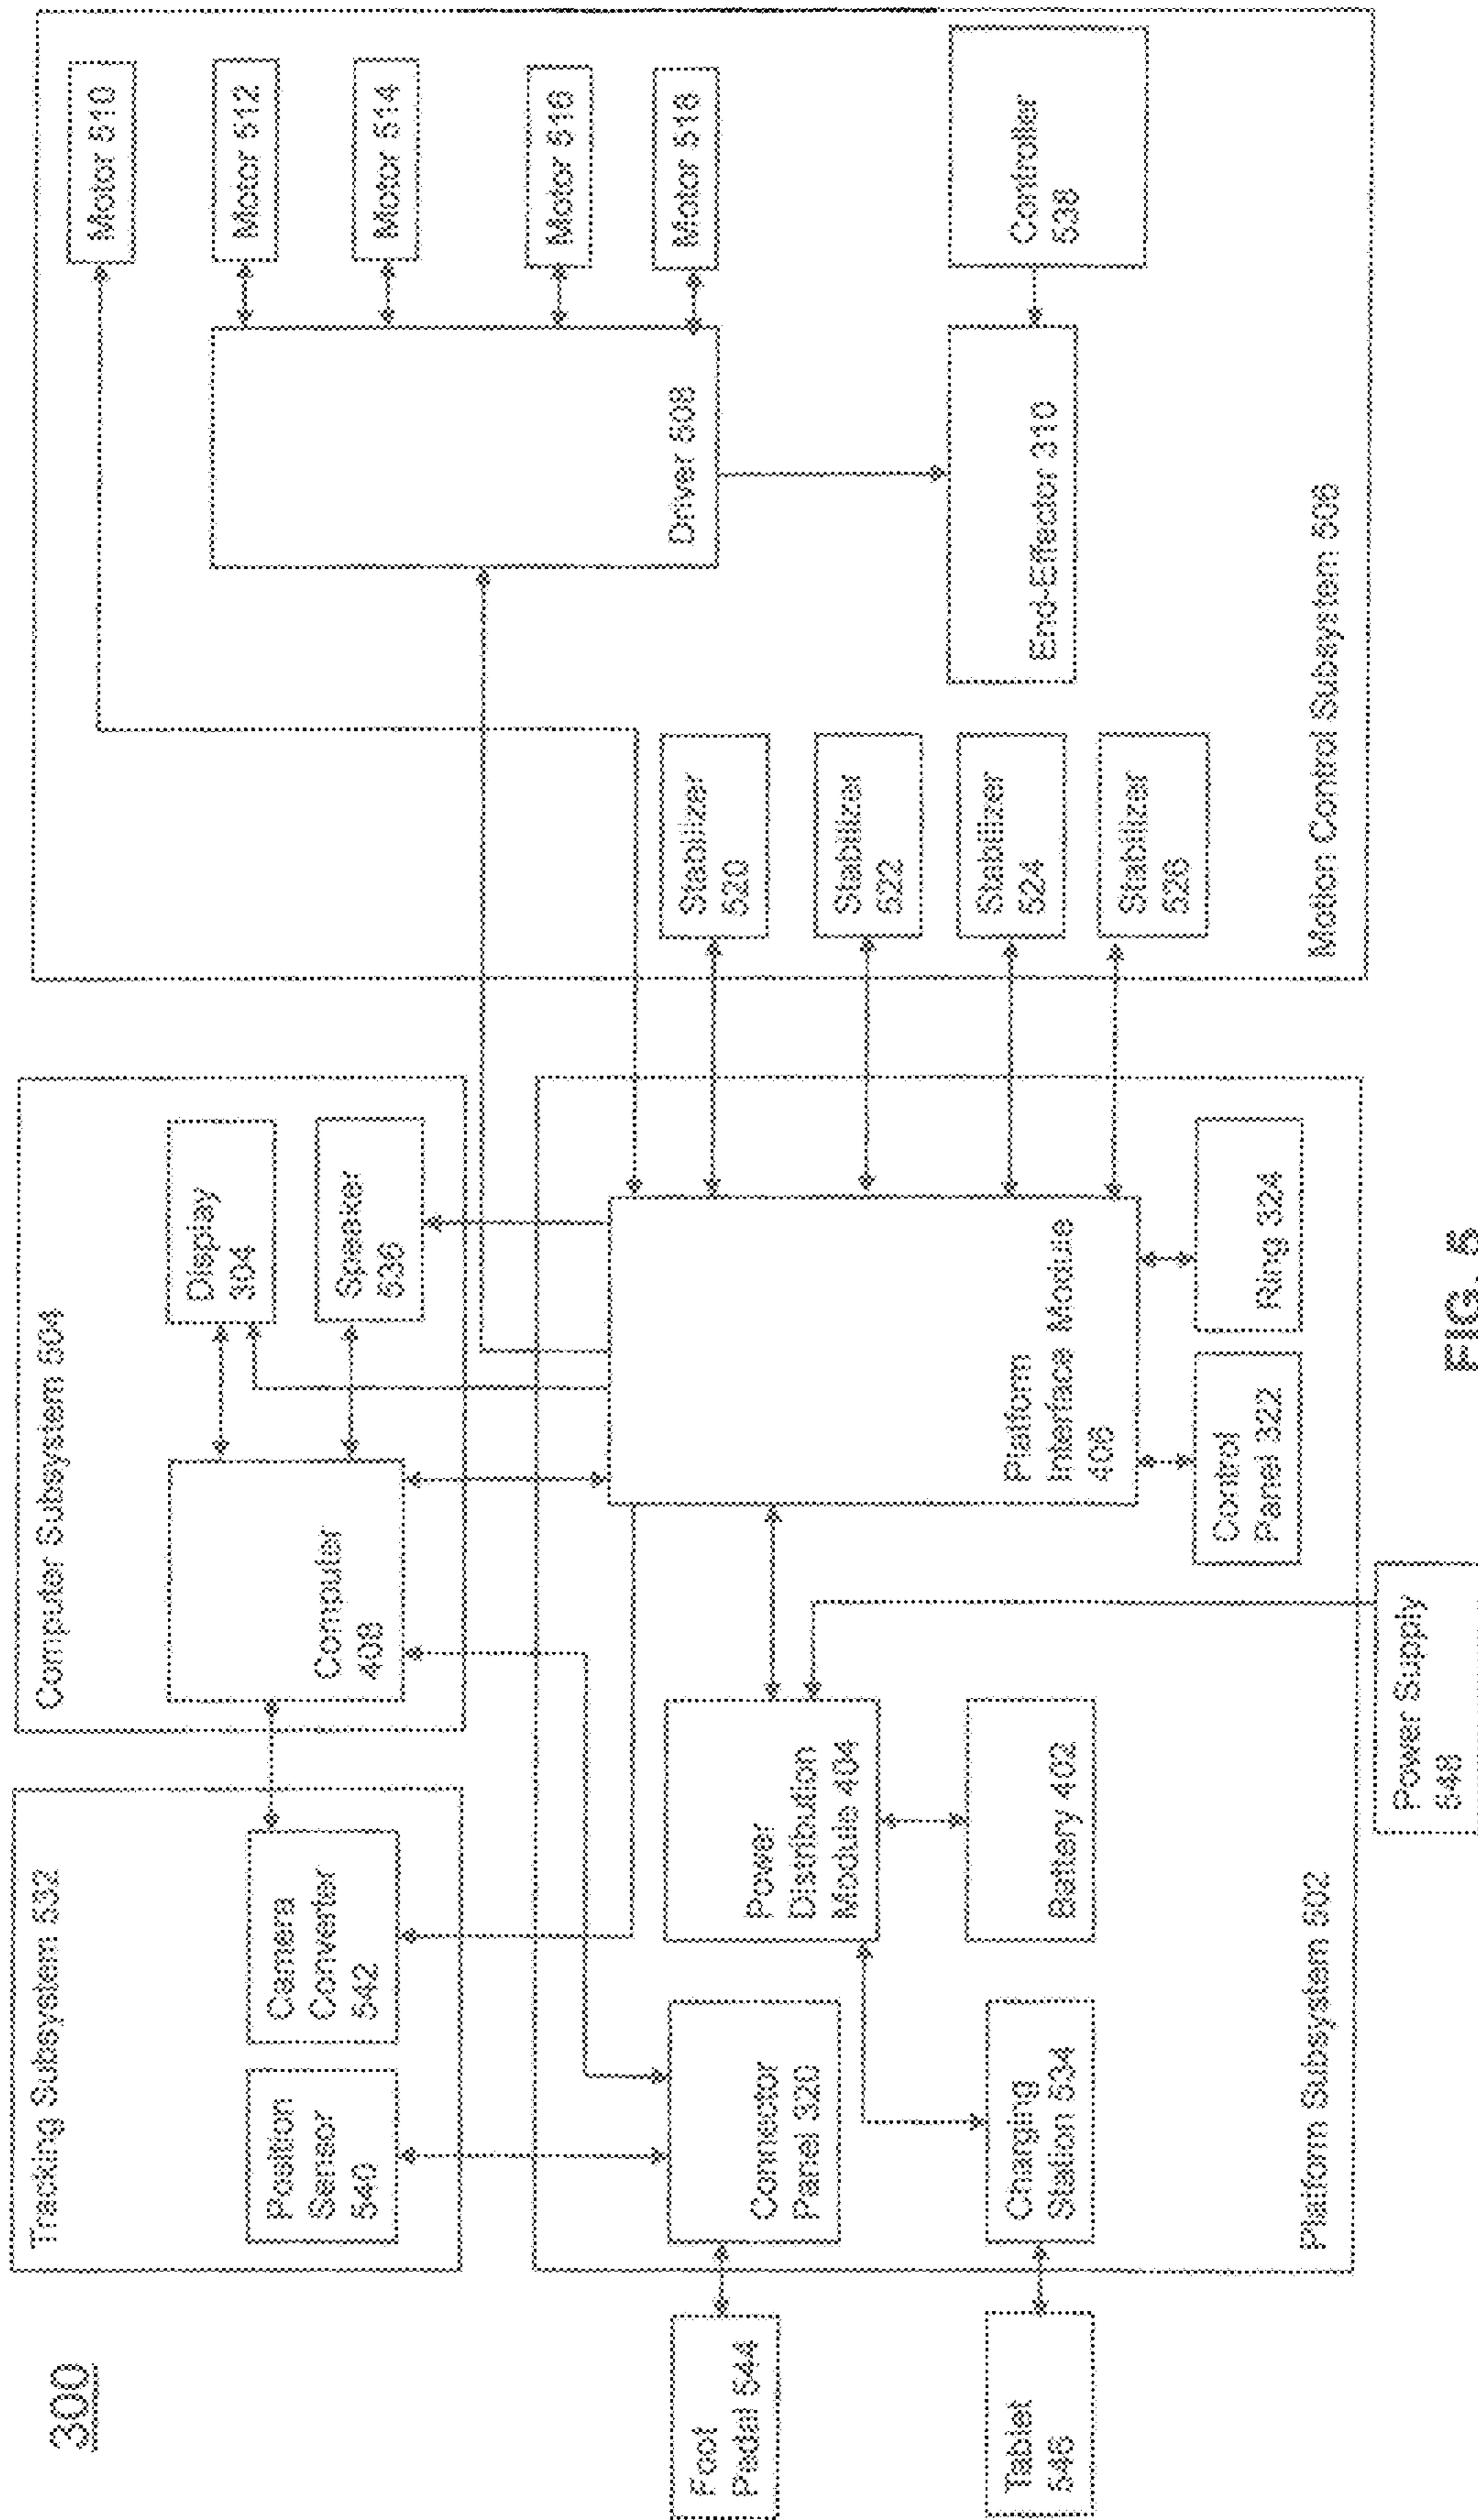 300
Tracking Subsystem 532
Position
Sensor
540
Camera
Converter
542
Computer Subsystem 504
Computer
408
Display
304
Speaker
536
Foot
Pedal 544
Tablet
546
Connector
Panel 320
Charging
Station 534
Power
Distribution
Module 404
Battery 402
Platform
Interface Module
406
Control
Panel 322
Ring 324
Platform Subsystem 502
Power Supply
548
Motor 510
Motor 512
Motor 514
Motor 516
Motor 518
Driver 508
Stabilizer
520
Stabilizer
522
Stabilizer
524
Stabilizer
526
End-Effector 310
Controller
538
Motion Control Subsystem 506
FIG. 5